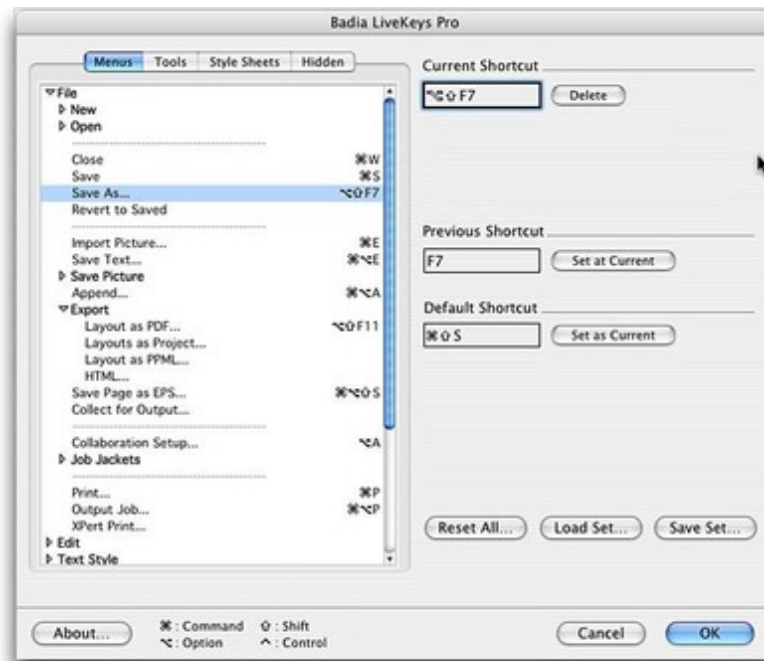 Badia LiveKeys Pro
Menus Tools Style Sheets Hidden
File
New
Open
Close ⌘W
Save ⌘S
Save As... ⌥⇧F7
Revert to Saved
Import Picture... ⌘E
Save Text... ⌘⌥E
Save Picture
Append... ⌘⌥A
Export
Layout as PDF... ⌥⇧F11
Layouts as Project...
Layout as PPML...
HTML...
Save Page as EPS... ⌘⌥⇧S
Collect for Output...
Collaboration Setup... ⌥A
Job Jackets
Print... ⌘P
Output Job... ⌘⌥P
XPert Print...
Edit
Text Style
Current Shortcut
⌥⇧F7 Delete
Previous Shortcut
F7 Set at Current
Default Shortcut
⌘⇧S Set as Current
Reset All... Load Set... Save Set...
About... ⌘ : Command ⇧ : Shift
⌥ : Option ^ : Control
Cancel OK